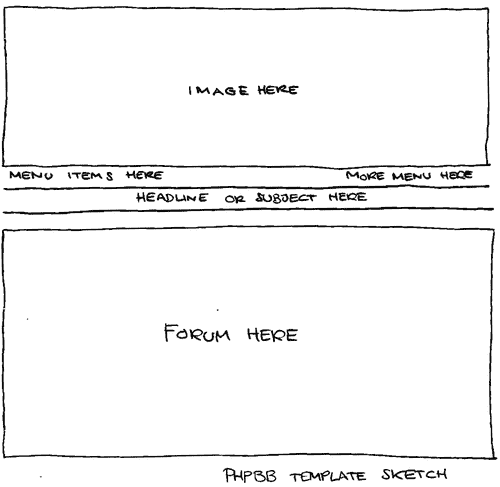 IMAGE HERE
MENU ITEMS HERE MORE MENU HERE
HEADLINE OR SUBJECT HERE
FORUM HERE
PHPBB TEMPLATE SKETCH